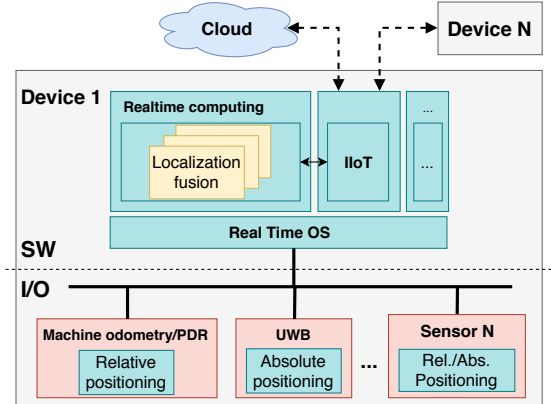 Cloud
Device N
Device 1
Realtime computing
Localization
fusion
IIoT
...
...
Real Time OS
SW
I/O
Machine odometry/PDR
Relative
positioning
UWB
Absolute
positioning
...
Sensor N
Rel./Abs.
Positioning